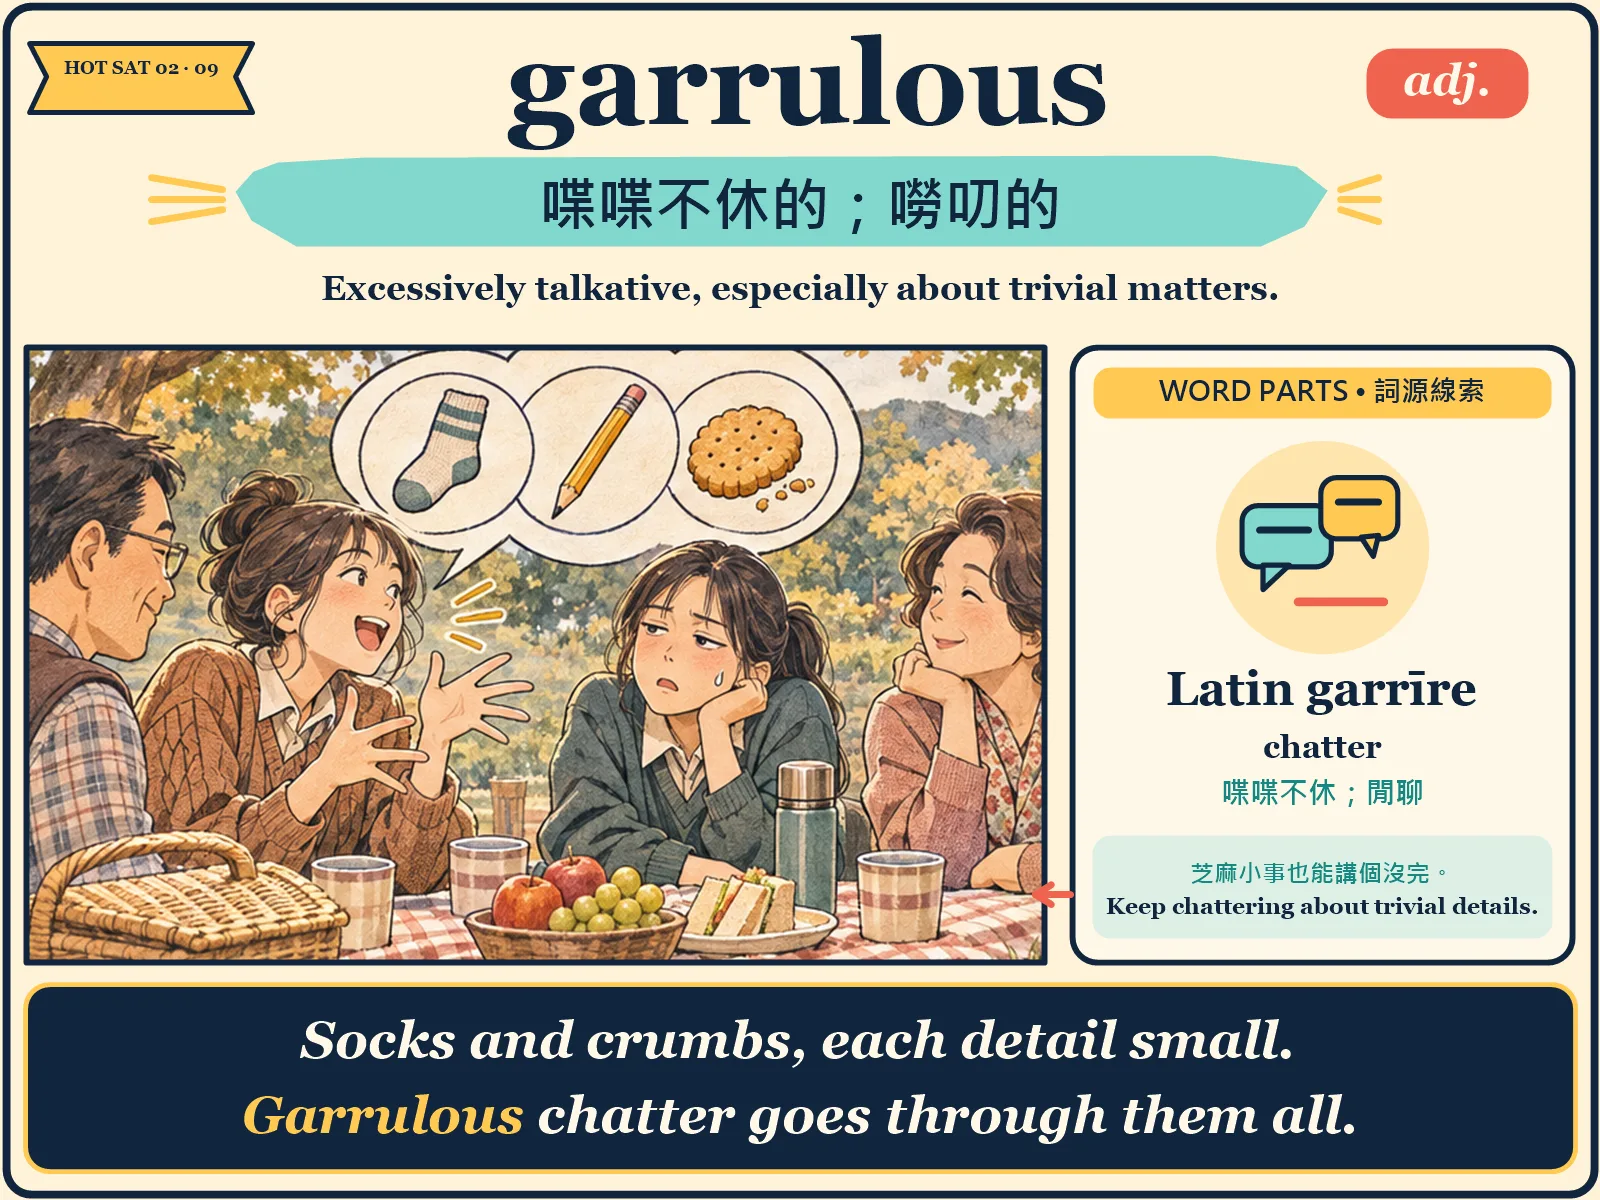 HOT SAT 02 · 09
garrulous
adj.
喋喋不休的；嘮叨的
Excessively talkative, especially about trivial matters.
WORD PARTS • 詞源線索
Latin garrīre
chatter
喋喋不休；閒聊
芝麻小事也能講個沒完。
Keep chattering about trivial details.
Socks and crumbs, each detail small.
Garrulous chatter goes through them all.